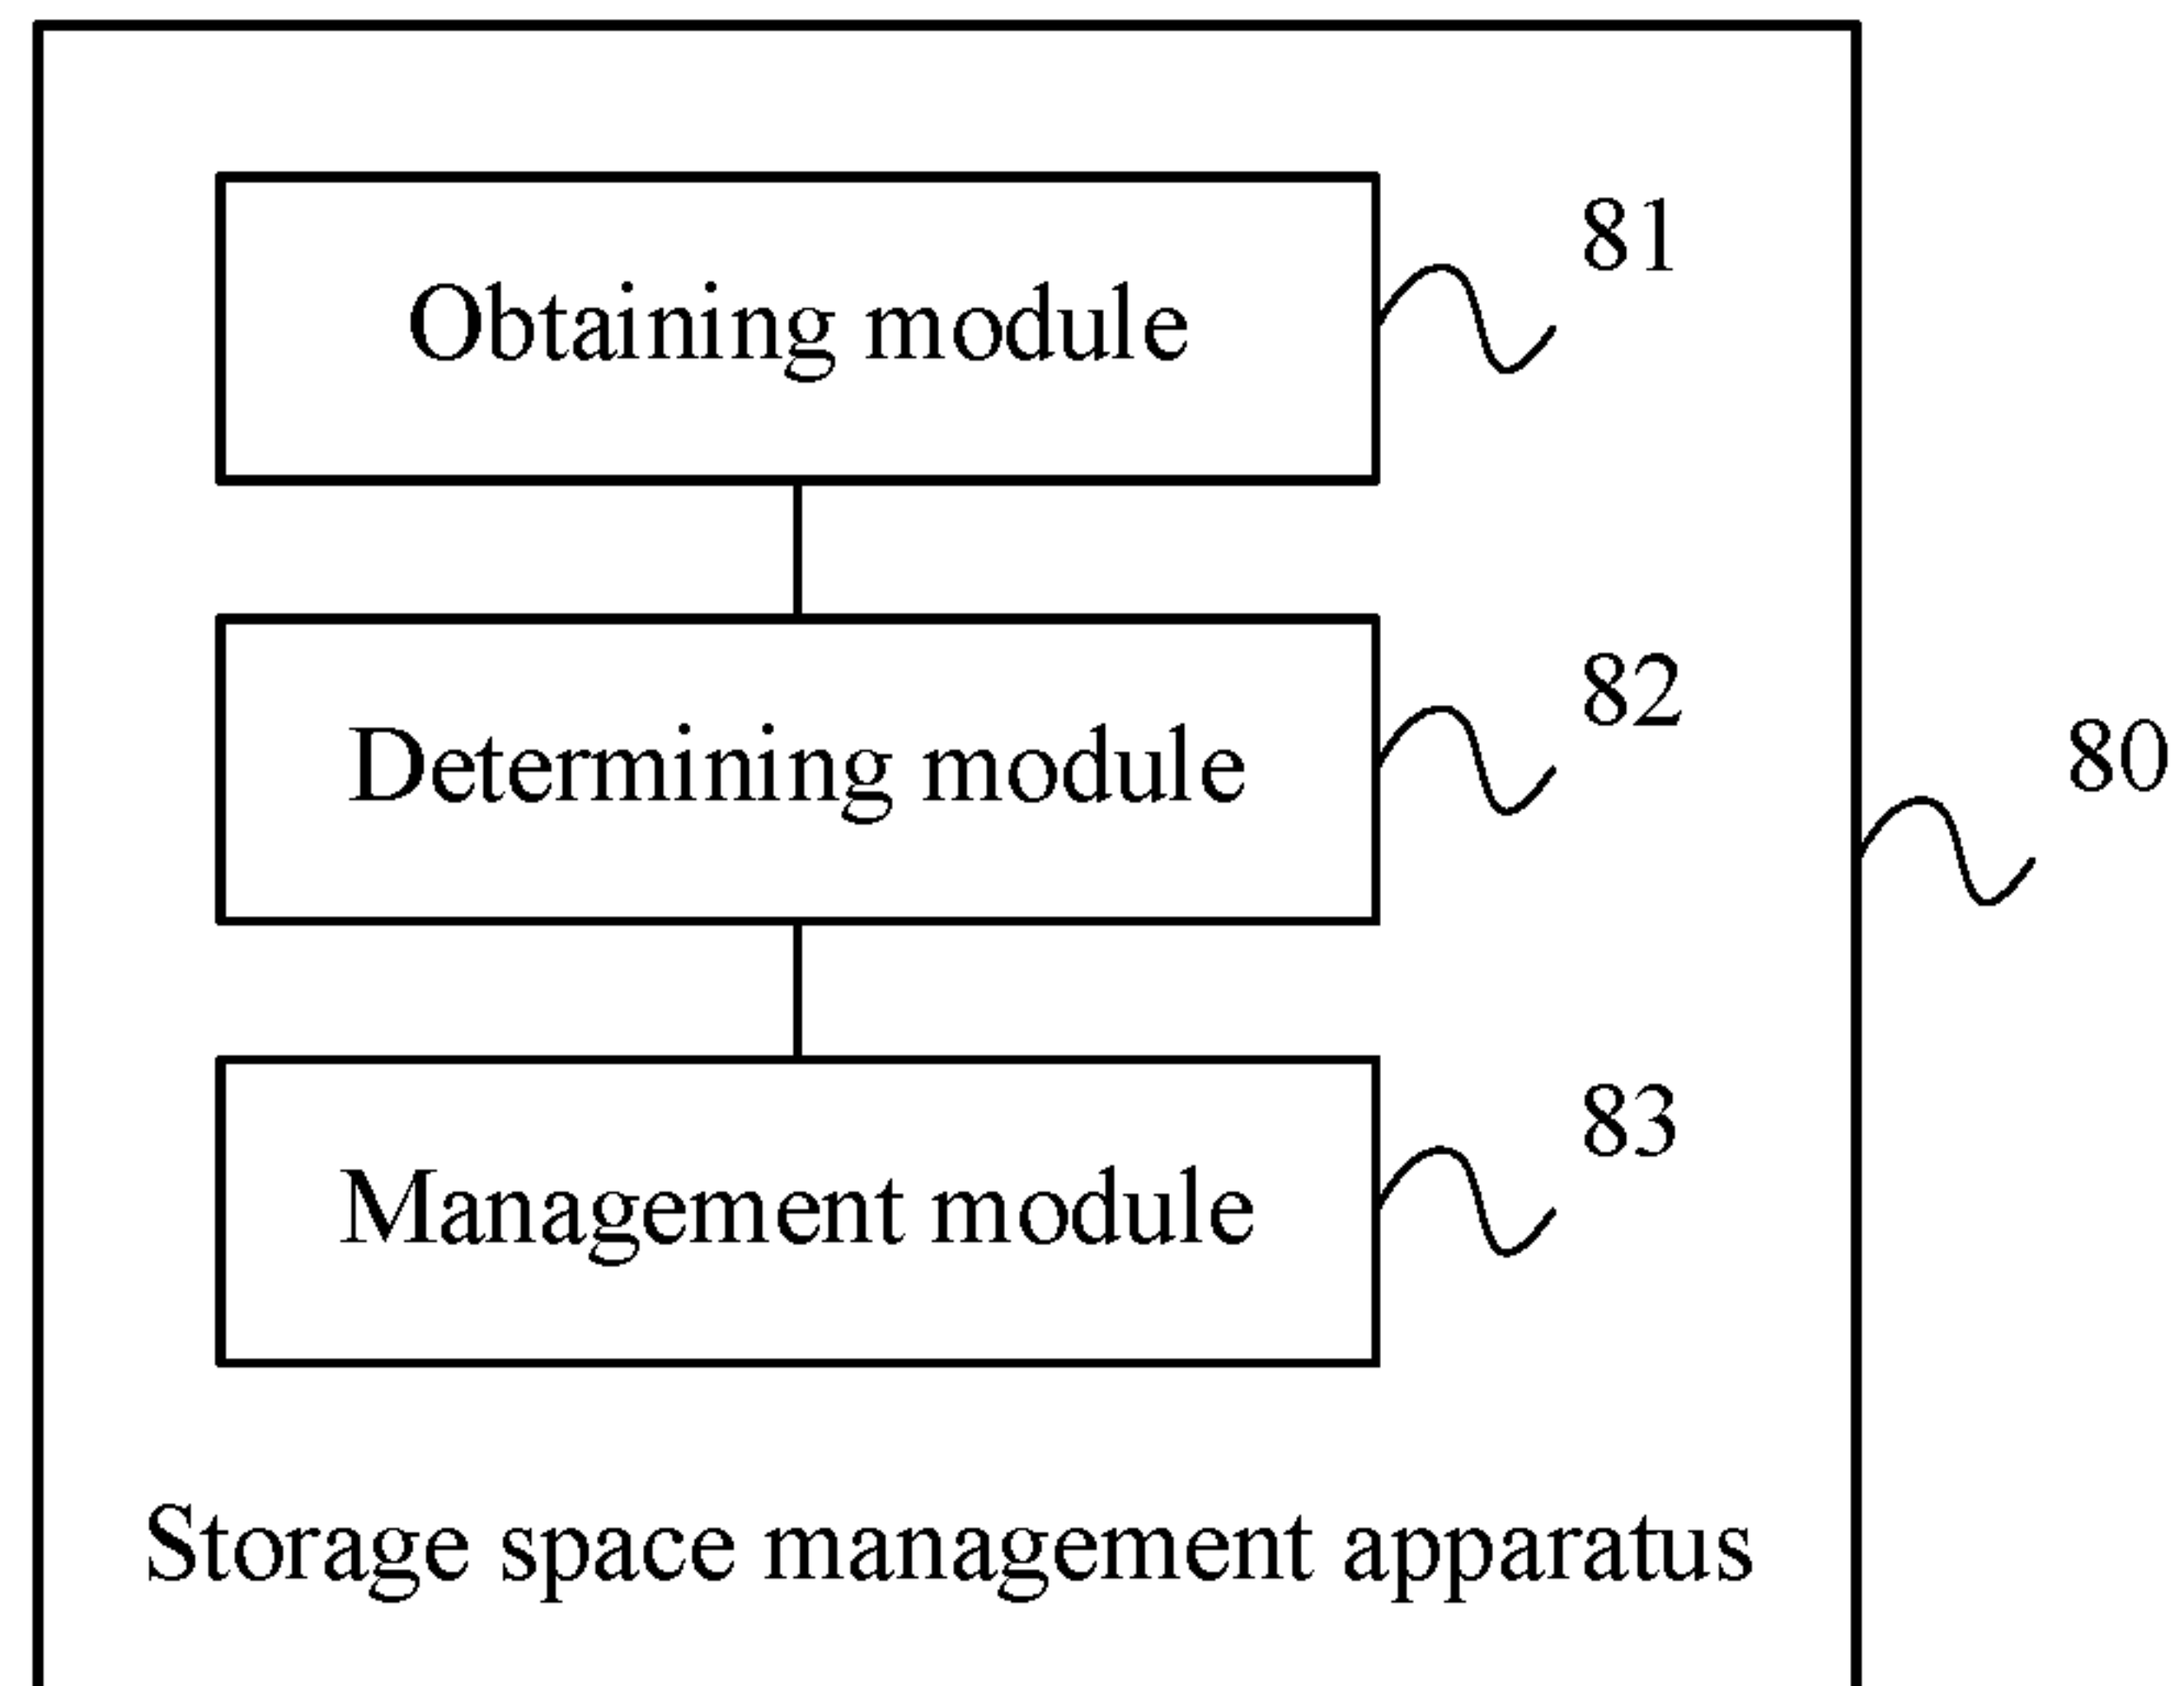 81
Obtaining module
82
Determining module
80
83
Management module
Storage space management apparatus